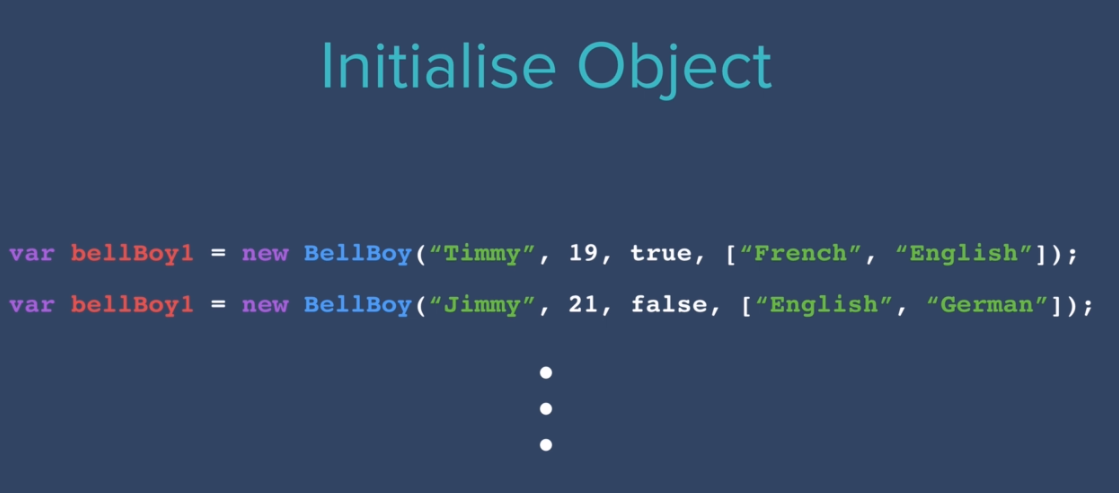 Initialise Object
var bellBoy1 = new BellBoy(“Timmy”, 19, true, [“French”, “English”]);
var bellBoy1 = new BellBoy(“Jimmy”, 21, false, [“English”, “German”]);